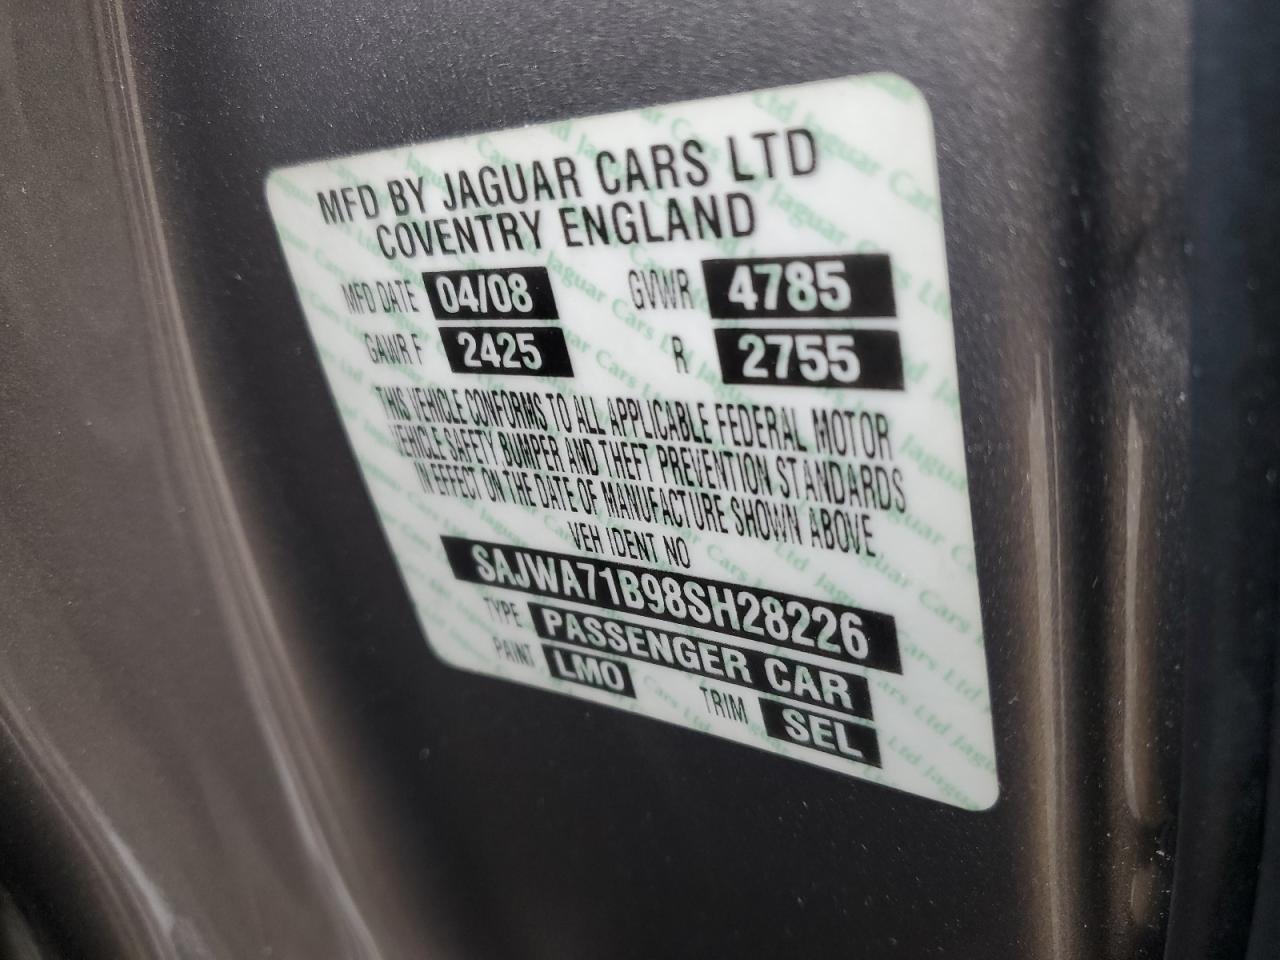 MFD BY JAGUAR CARS LTD
COVENTRY ENGLAND
MFD DATE 04/08 GVWR 4785
GAWR F 2425 R 2755
THIS VEHICLE CONFORMS TO ALL APPLICABLE FEDERAL MOTOR
VEHICLE SAFETY BUMPER AND THEFT PREVENTION STANDARDS
IN EFFECT ON THE DATE OF MANUFACTURE SHOWN ABOVE
VEH IDENT NO
SAJWA71B98SH28226
TYPE PASSENGER CAR
PAINT LMO TRIM SEL